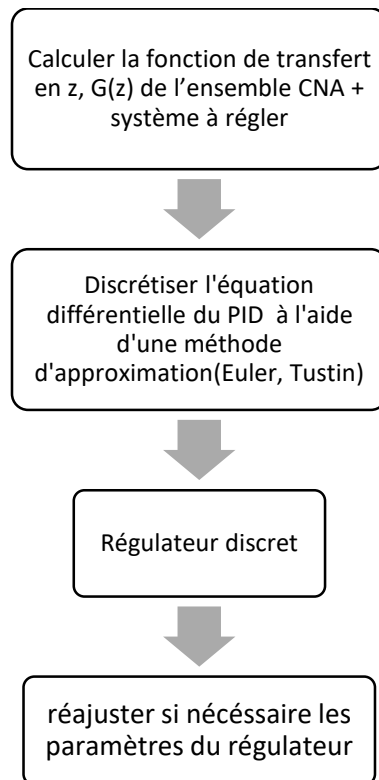 Calculer la fonction de transfert
en z, G(z) de l’ensemble CNA +
système à régler
Discrétiser l'équation
différentielle du PID à l'aide
d'une méthode
d'approximation(Euler, Tustin)
Régulateur discret
réajuster si nécéssaire les
paramètres du régulateur